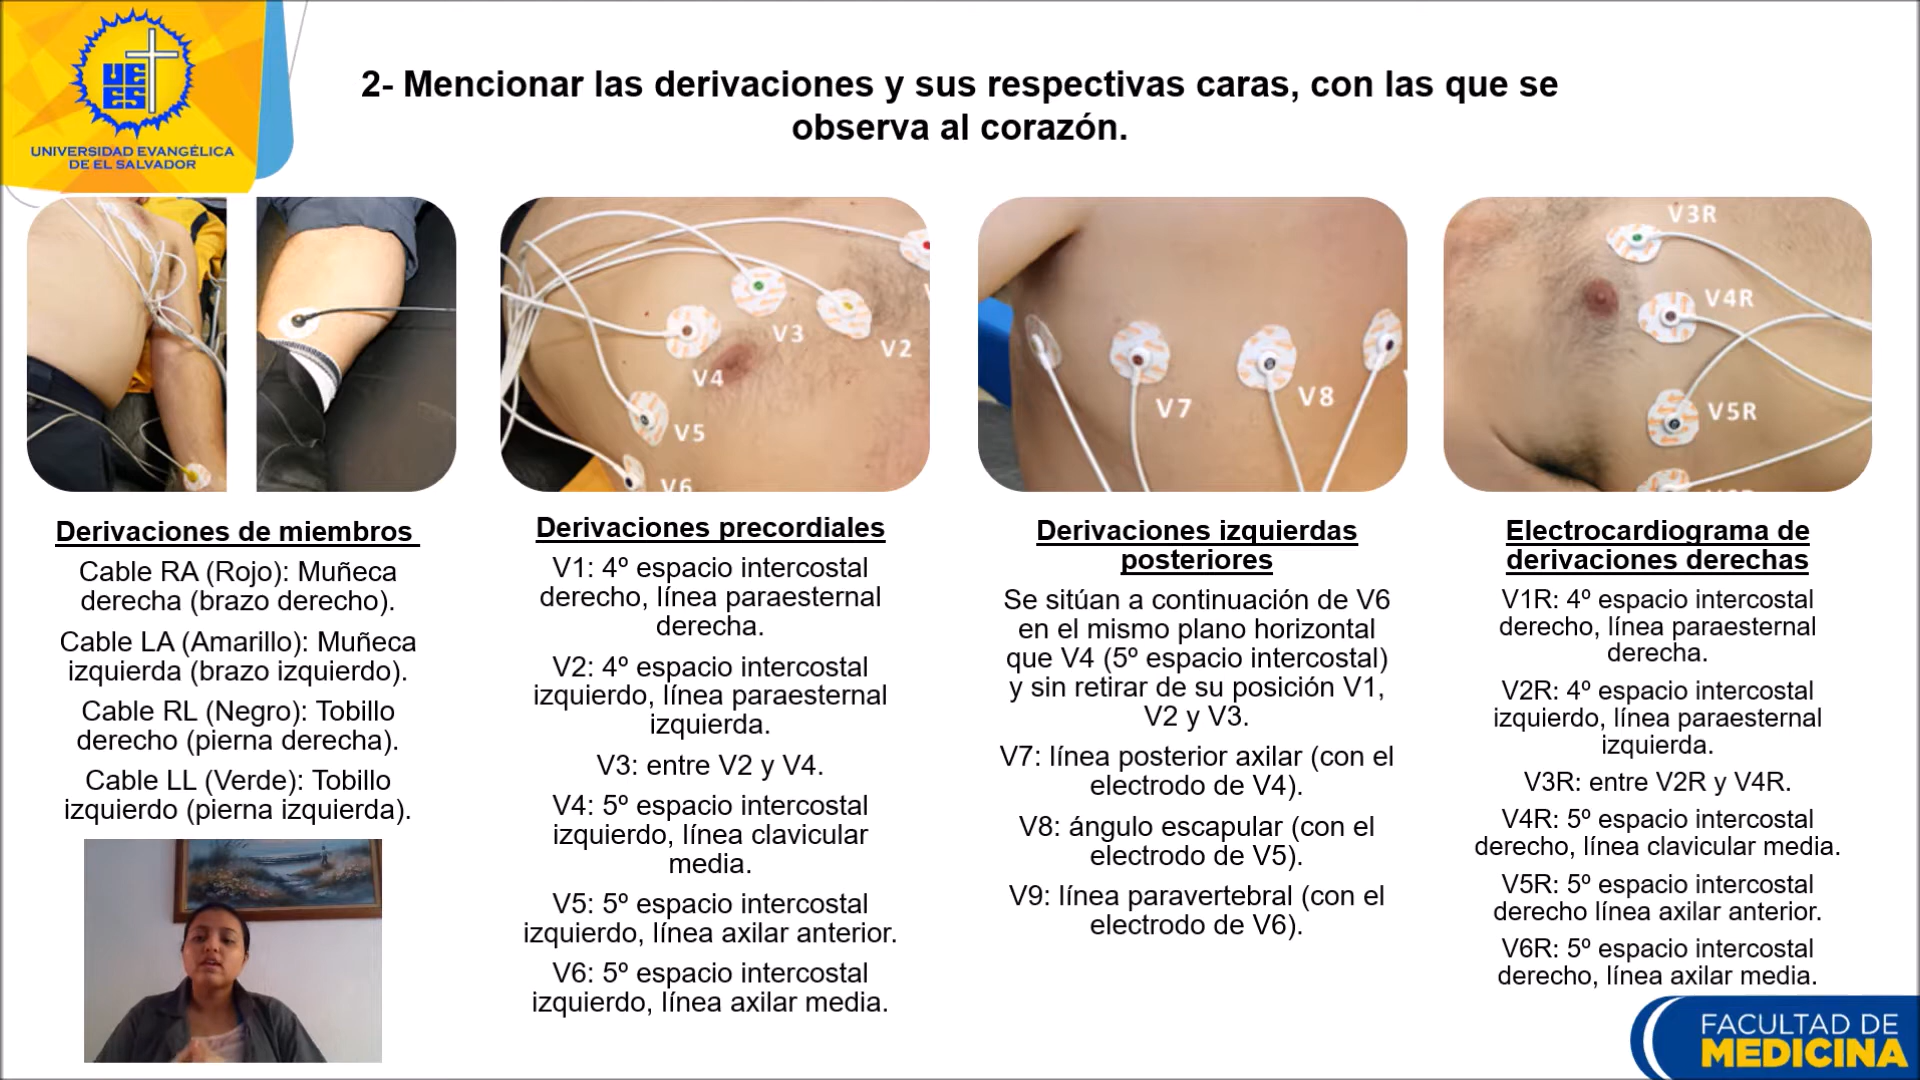 UE
ES
UNIVERSIDAD EVANGÉLICA
DE EL SALVADOR
2- Mencionar las derivaciones y sus respectivas caras, con las que se
observa al corazón.
V3
V2
V4
V5
V6
V7
V8
V3R
V4R
V5R
Derivaciones de miembros
Cable RA (Rojo): Muñeca
derecha (brazo derecho).
Cable LA (Amarillo): Muñeca
izquierda (brazo izquierdo).
Cable RL (Negro): Tobillo
derecho (pierna derecha).
Cable LL (Verde): Tobillo
izquierdo (pierna izquierda).
Derivaciones precordiales
V1: 4º espacio intercostal
derecho, línea paraesternal
derecha.
V2: 4º espacio intercostal
izquierdo, línea paraesternal
izquierda.
V3: entre V2 y V4.
V4: 5º espacio intercostal
izquierdo, línea clavicular
media.
V5: 5º espacio intercostal
izquierdo, línea axilar anterior.
V6: 5º espacio intercostal
izquierdo, línea axilar media.
Derivaciones izquierdas
posteriores
Se sitúan a continuación de V6
en el mismo plano horizontal
que V4 (5º espacio intercostal)
y sin retirar de su posición V1,
V2 y V3.
V7: línea posterior axilar (con el
electrodo de V4).
V8: ángulo escapular (con el
electrodo de V5).
V9: línea paravertebral (con el
electrodo de V6).
Electrocardiograma de
derivaciones derechas
V1R: 4º espacio intercostal
derecho, línea paraesternal
derecha.
V2R: 4º espacio intercostal
izquierdo, línea paraesternal
izquierda.
V3R: entre V2R y V4R.
V4R: 5º espacio intercostal
derecho, línea clavicular media.
V5R: 5º espacio intercostal
derecho línea axilar anterior.
V6R: 5º espacio intercostal
derecho, línea axilar media.
FACULTAD DE
MEDICINA